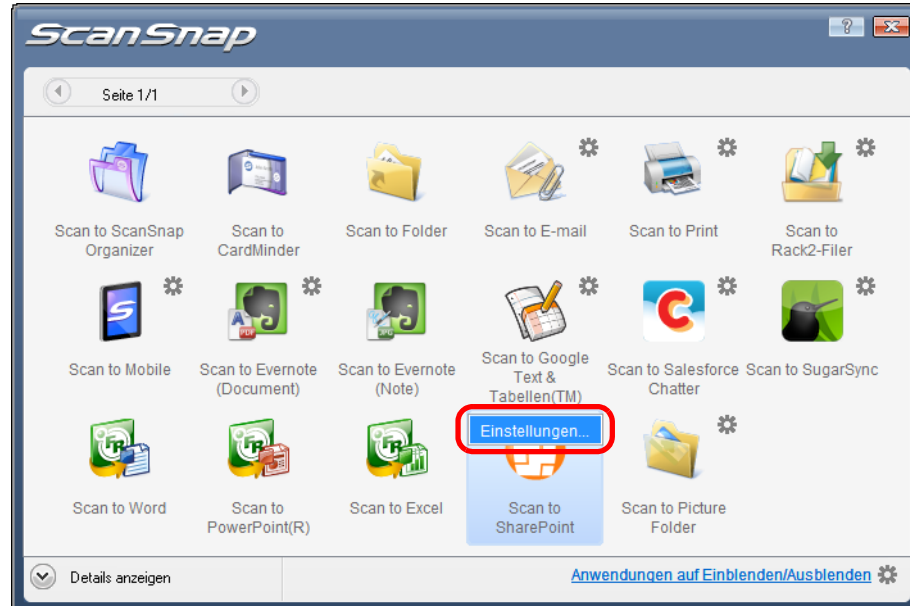 ScanSnap
?
Seite 1/1
Scan to ScanSnap
Organizer
Scan to
CardMinder
Scan to Folder
Scan to E-mail
Scan to Print
Scan to
Rack2-Filer
Scan to Mobile
Scan to Evernote
(Document)
Scan to Evernote
(Note)
Scan to Google
Text &
Tabellen(TM)
Scan to Salesforce
Chatter
Scan to SugarSync
Einstellungen...
Scan to Word
Scan to
PowerPoint(R)
Scan to Excel
Scan to
SharePoint
Scan to Picture
Folder
Details anzeigen
Anwendungen auf Einblenden/Ausblenden